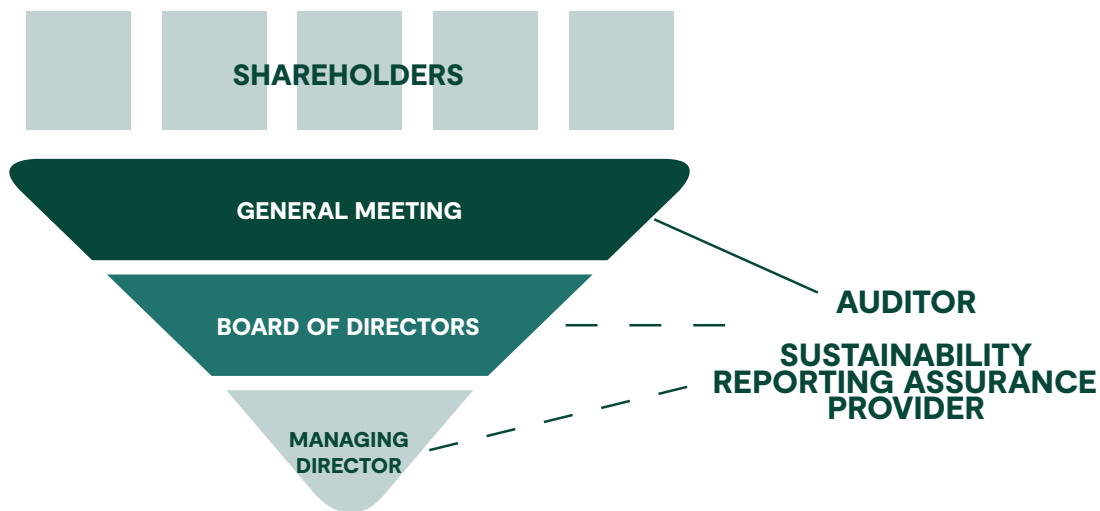 SHAREHOLDERS
GENERAL MEETING
BOARD OF DIRECTORS
MANAGING
DIRECTOR
AUDITOR
SUSTAINABILITY
REPORTING ASSURANCE
PROVIDER